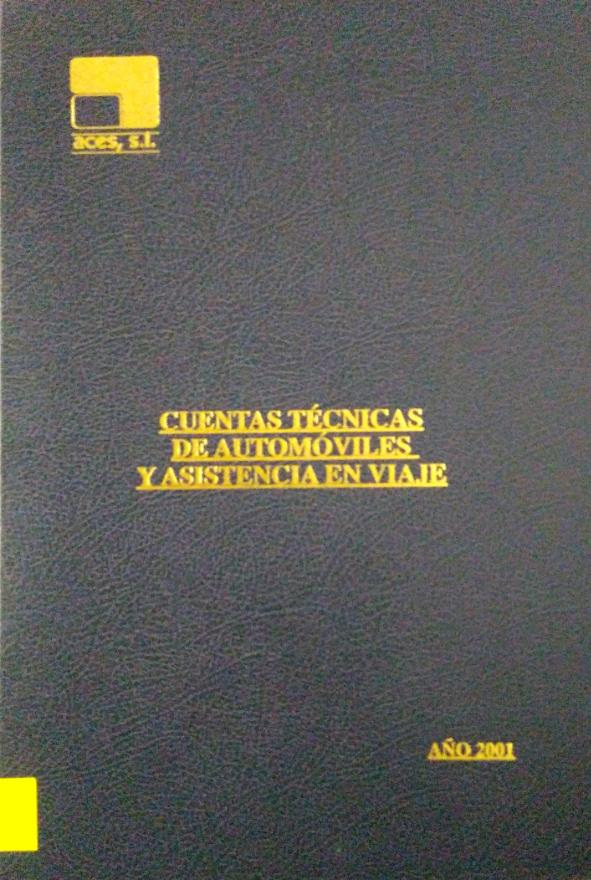 aces, s.l.
CUENTAS TÉCNICAS
DE AUTOMÓVILES
Y ASISTENCIA EN VIAJE
AÑO 2001